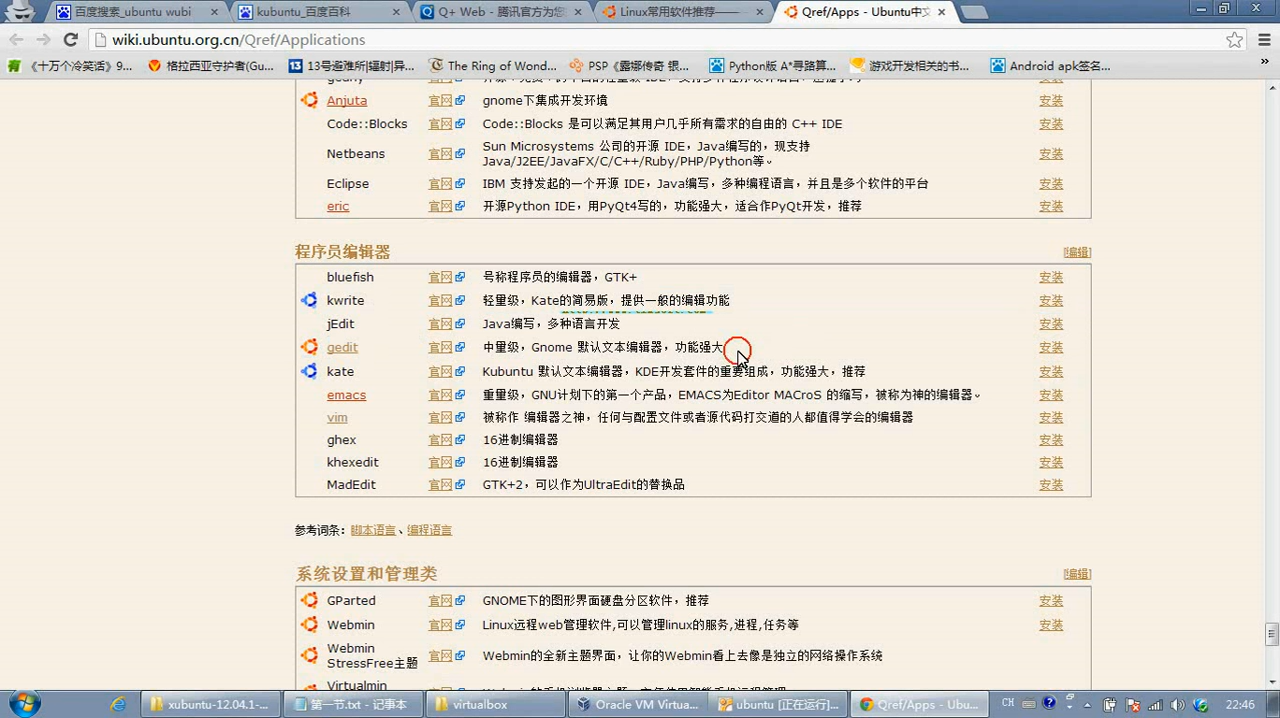 百度搜索_ubuntu wubi
kubuntu_百度百科
Q+ Web - 腾讯官方为您
Linux常用软件推荐——
Qref/Apps - Ubuntu中文
wiki.ubuntu.org.cn/Qref/Applications
《十万个冷笑话》9...
格拉西亚守护者(Gu...
13号避难所|辐射|异...
The Ring of Wond...
PSP《露娜传奇 银...
Python版 A*寻路算...
游戏开发相关的书...
Android apk签名...
»
Anjuta 官网 gnome下集成开发环境 安装
Code::Blocks 官网 Code::Blocks 是可以满足其用户几乎所有需求的自由的 C++ IDE 安装
Netbeans 官网 Sun Microsystems 公司的开源 IDE，Java编写的，现支持
Java/J2EE/JavaFX/C/C++/Ruby/PHP/Python等。 安装
Eclipse 官网 IBM 支持发起的一个开源 IDE，Java编写，多种编程语言，并且是多个软件的平台 安装
eric 官网 开源Python IDE，用PyQt4写的，功能强大，适合作PyQt开发，推荐 安装
程序员编辑器 [编辑]
bluefish 官网 号称程序员的编辑器，GTK+ 安装
kwrite 官网 轻量级，Kate的简易版，提供一般的编辑功能 安装
jEdit 官网 Java编写，多种语言开发 安装
gedit 官网 中量级，Gnome 默认文本编辑器，功能强大 安装
kate 官网 Kubuntu 默认文本编辑器，KDE开发套件的重要组成，功能强大，推荐 安装
emacs 官网 重量级，GNU计划下的第一个产品，EMACS为Editor MACroS 的缩写，被称为神的编辑器。 安装
vim 官网 被称作 编辑器之神，任何与配置文件或者源代码打交道的人都值得学会的编辑器 安装
ghex 官网 16进制编辑器 安装
khexedit 官网 16进制编辑器 安装
MadEdit 官网 GTK+2，可以作为UltraEdit的替换品 安装
参考词条：脚本语言、编程语言
系统设置和管理类 [编辑]
GParted 官网 GNOME下的图形界面硬盘分区软件，推荐 安装
Webmin 官网 Linux远程web管理软件,可以管理linux的服务,进程,任务等 安装
Webmin
StressFree主题 官网 Webmin的全新主题界面，让你的Webmin看上去像是独立的网络操作系统
Virtualmin
xubuntu-12.04.1-...
第一节.txt - 记事本
virtualbox
Oracle VM Virtua...
ubuntu [正在运行]...
Qref/Apps - Ubu...
CH
22:46